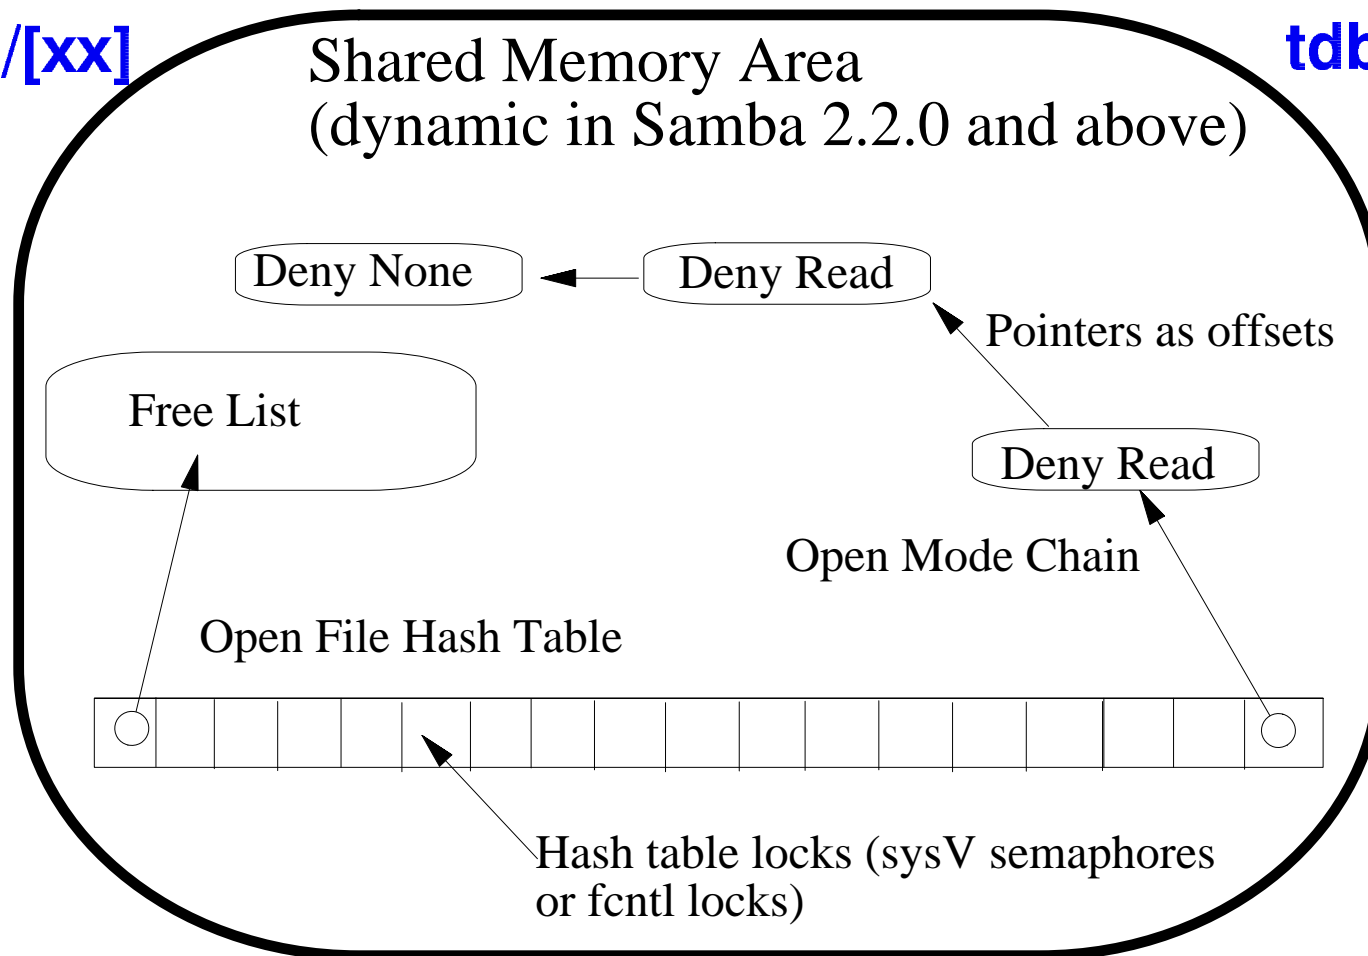 /[xx]
tdb
Shared Memory Area
(dynamic in Samba 2.2.0 and above)
Deny None
Deny Read
Pointers as offsets
Free List
Deny Read
Open Mode Chain
Open File Hash Table
Hash table locks (sysV semaphores
or fcntl locks)